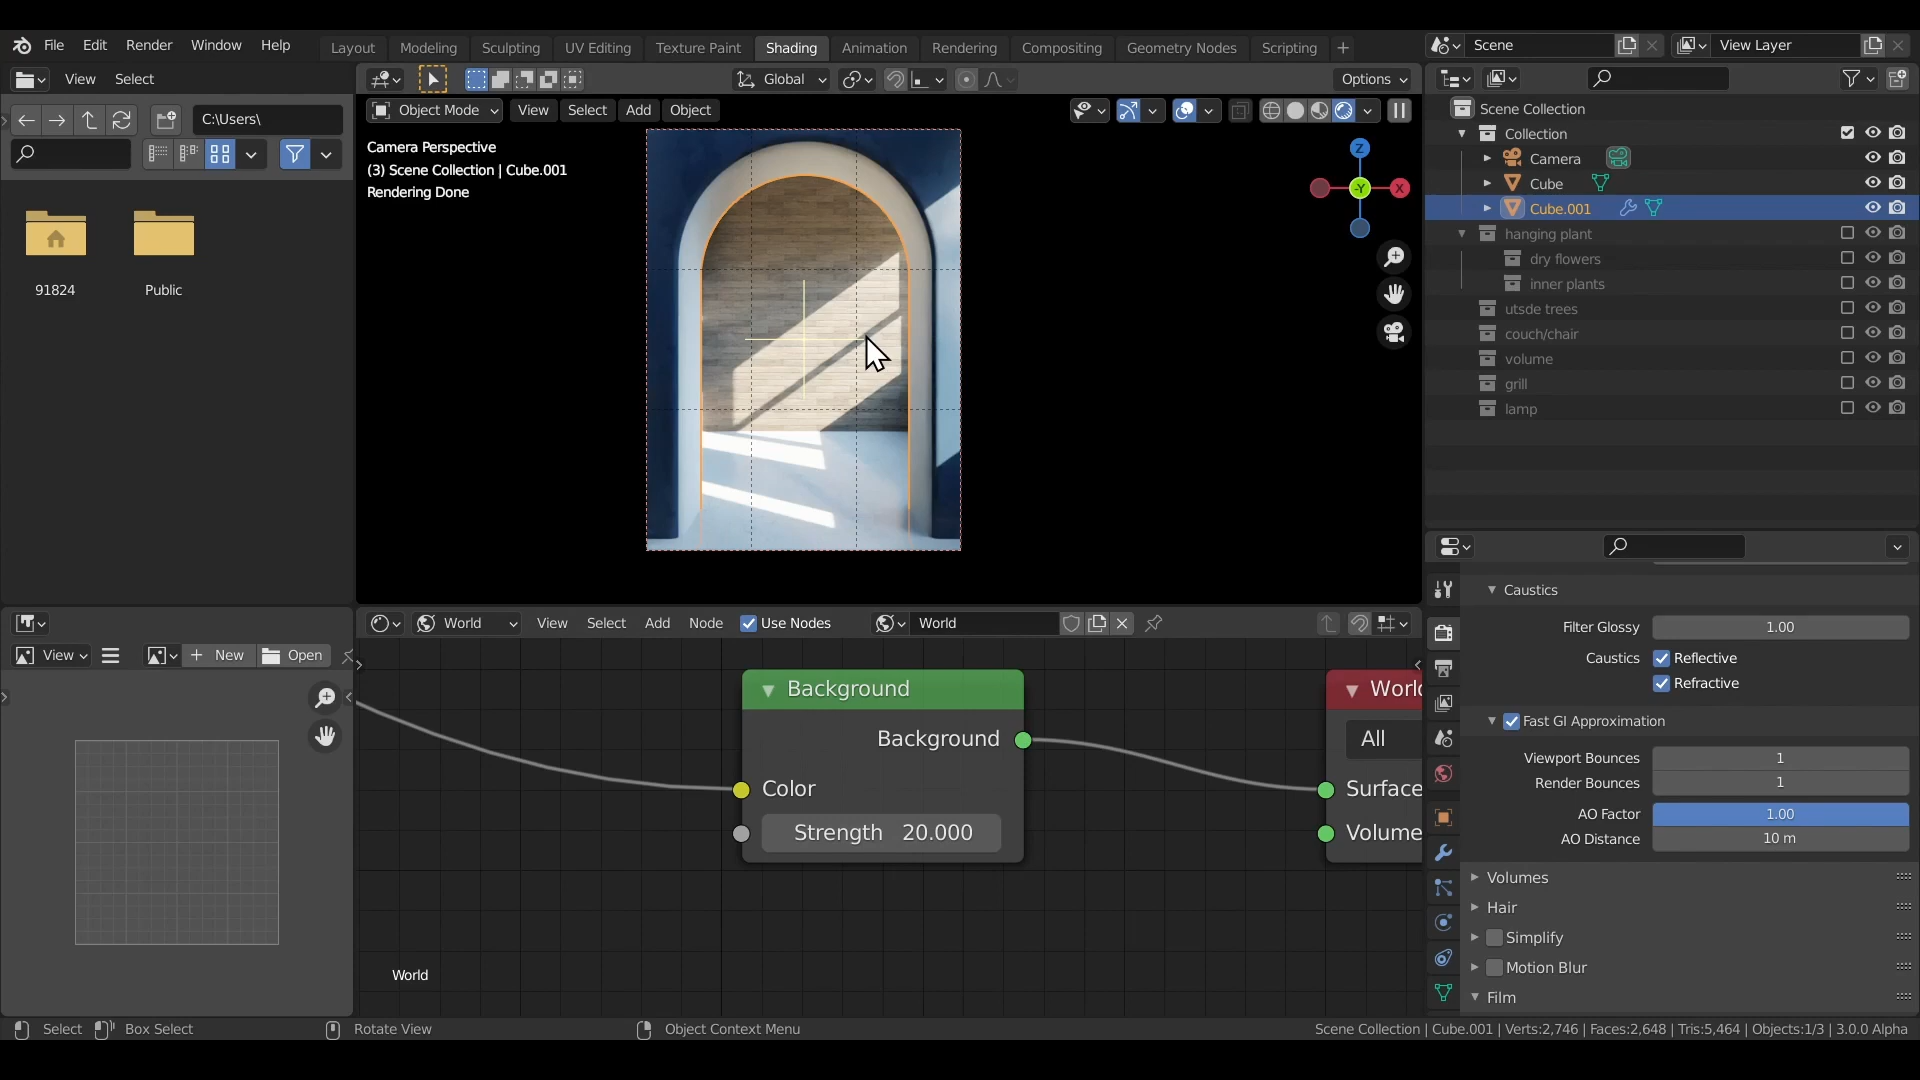 File Edit Render Window Help Layout Modeling Sculpting UV Editing Texture Paint Shading Animation Rendering Compositing Geometry Nodes Scripting + Scene View Layer
View Select Global Options
C:\Users\ Object Mode View Select Add Object
Camera Perspective
(3) Scene Collection | Cube.001
Rendering Done
Z
-Y
X
91824 Public
Scene Collection
Collection
Camera
Cube
Cube.001
hanging plant
dry flowers
inner plants
utsde trees
couch/chair
volume
grill
lamp
Caustics
Filter Glossy 1.00
Caustics Reflective
Refractive
Fast GI Approximation
Viewport Bounces 1
Render Bounces 1
AO Factor 1.00
AO Distance 10 m
Volumes
Hair
Simplify
Motion Blur
Film
View New Open
World View Select Add Node Use Nodes World
Background
Background
Color
Strength 20.000
World
All
Surface
Volume
World
Select Box Select Rotate View Object Context Menu Scene Collection | Cube.001 | Verts:2,746 | Faces:2,648 | Tris:5,464 | Objects:1/3 | 3.0.0 Alpha